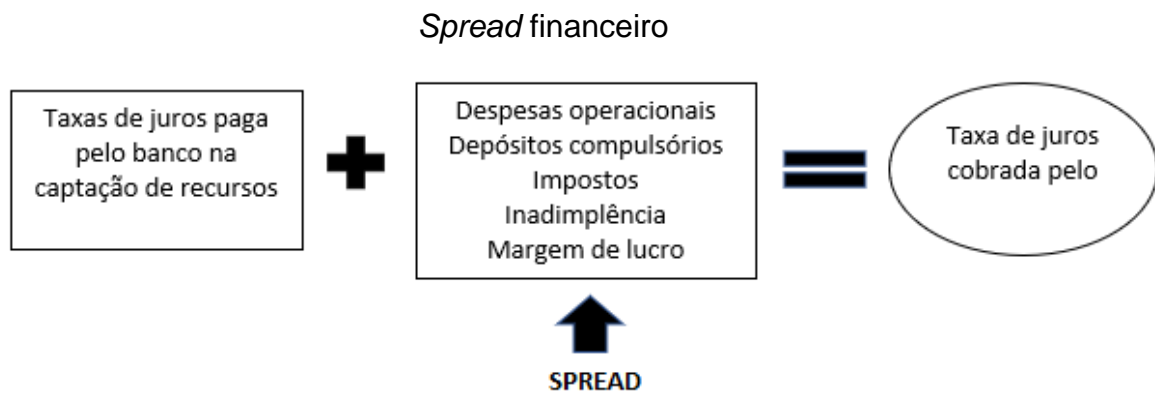 Spread financeiro
Taxas de juros paga
pelo banco na
captação de recursos
Despesas operacionais
Depósitos compulsórios
Impostos
Inadimplência
Margem de lucro
Taxa de juros
cobrada pelo
SPREAD